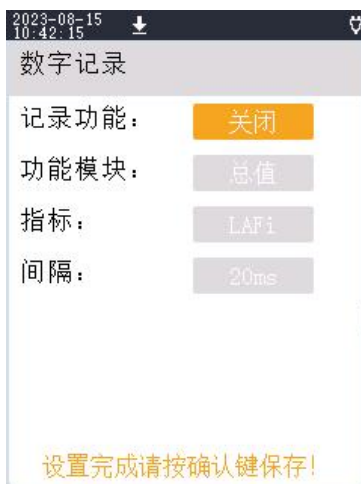 2023-08-15
10:42:15
数字记录
记录功能： 关闭
功能模块： 总值
指标： LAFi
间隔： 20ms
设置完成请按确认键保存!